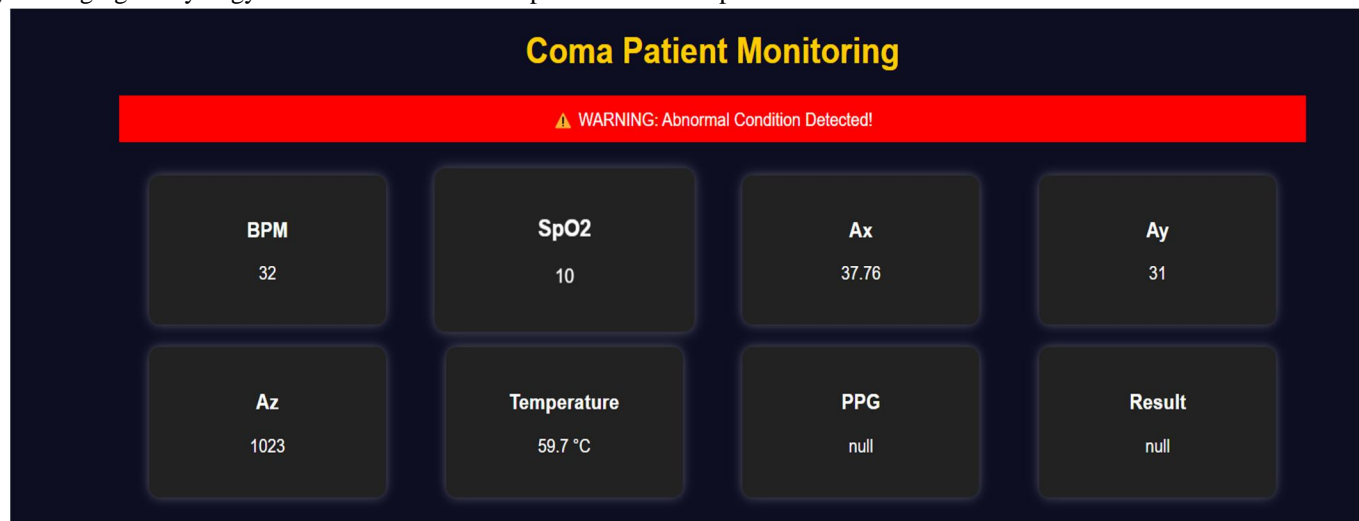 Coma Patient Monitoring
⚠ WARNING: Abnormal Condition Detected!
BPM
32
SpO2
10
Ax
37.76
Ay
31
Az
1023
Temperature
59.7 °C
PPG
null
Result
null